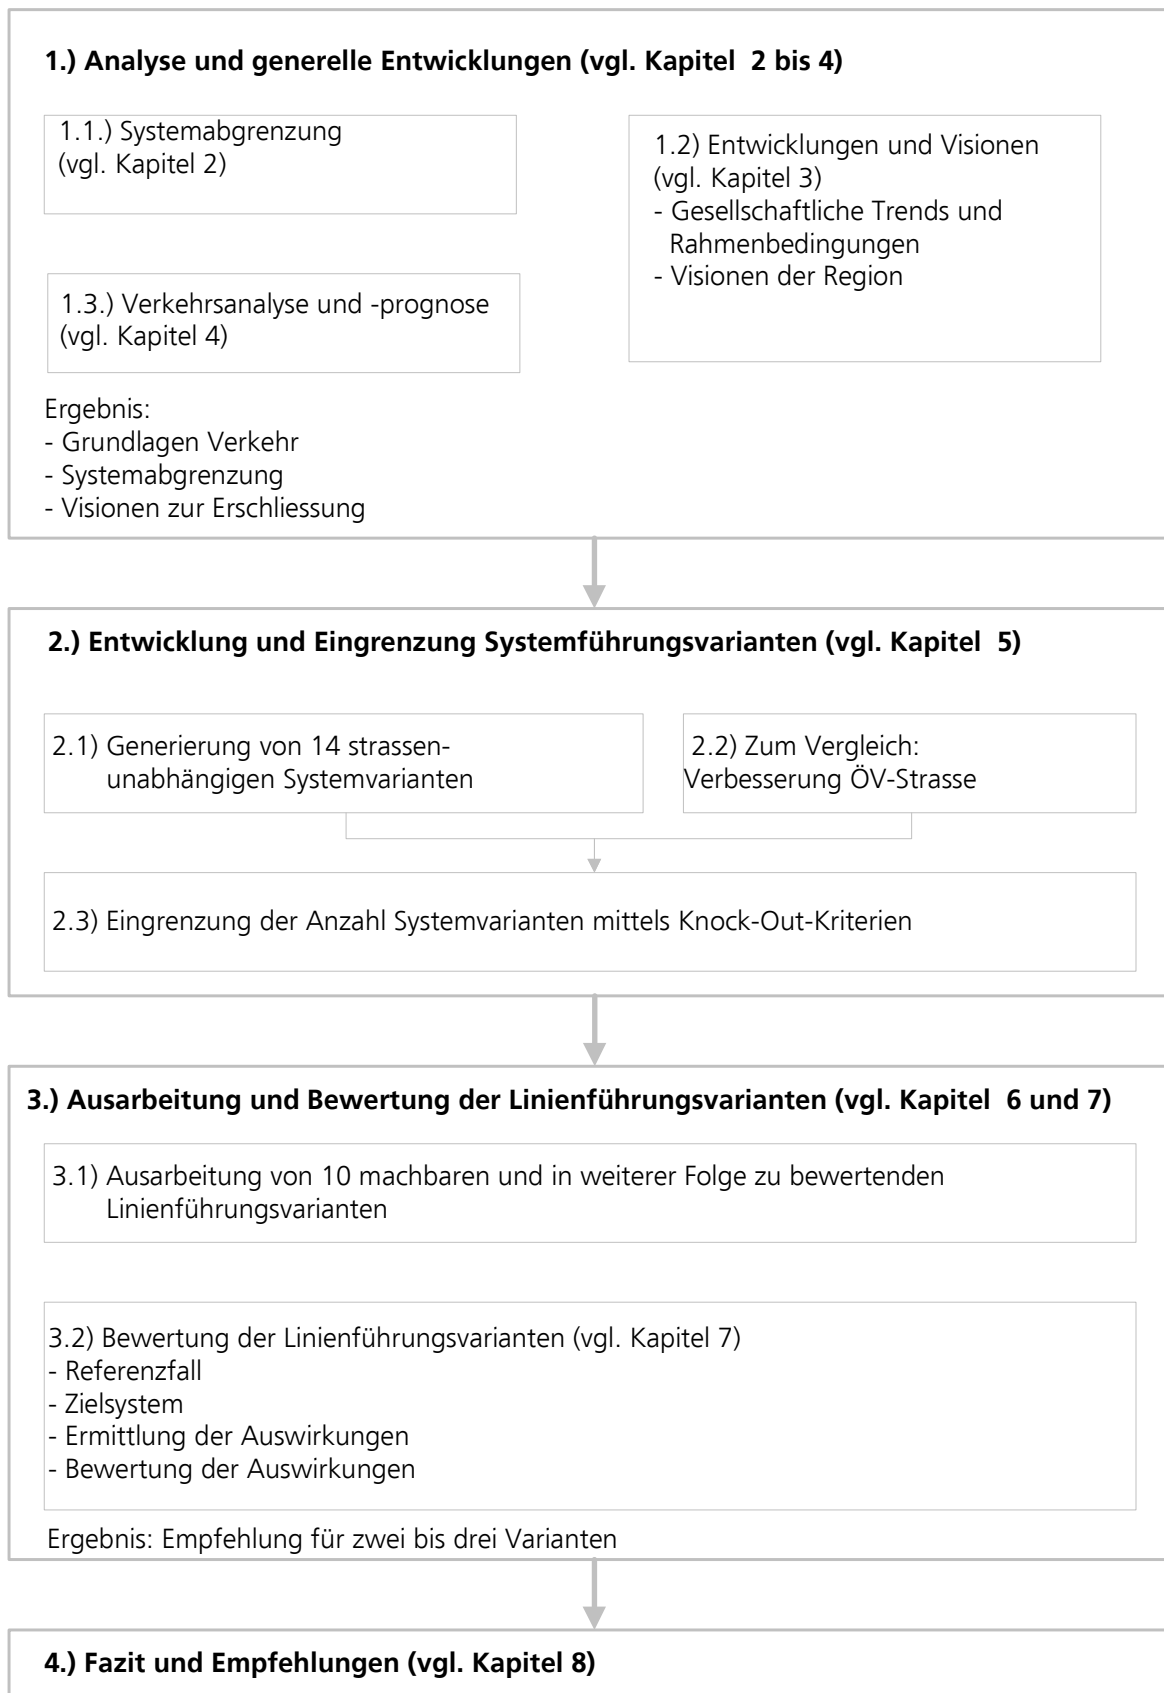 1.) Analyse und generelle Entwicklungen (vgl. Kapitel 2 bis 4)
1.1.) Systemabgrenzung
(vgl. Kapitel 2)
1.2) Entwicklungen und Visionen
(vgl. Kapitel 3)
- Gesellschaftliche Trends und
Rahmenbedingungen
- Visionen der Region
1.3.) Verkehrsanalyse und -prognose
(vgl. Kapitel 4)
Ergebnis:
- Grundlagen Verkehr
- Systemabgrenzung
- Visionen zur Erschliessung
2.) Entwicklung und Eingrenzung Systemführungsvarianten (vgl. Kapitel 5)
2.1) Generierung von 14 strassen-
unabhängigen Systemvarianten
2.2) Zum Vergleich:
Verbesserung ÖV-Strasse
2.3) Eingrenzung der Anzahl Systemvarianten mittels Knock-Out-Kriterien
3.) Ausarbeitung und Bewertung der Linienführungsvarianten (vgl. Kapitel 6 und 7)
3.1) Ausarbeitung von 10 machbaren und in weiterer Folge zu bewertenden
Linienführungsvarianten
3.2) Bewertung der Linienführungsvarianten (vgl. Kapitel 7)
- Referenzfall
- Zielsystem
- Ermittlung der Auswirkungen
- Bewertung der Auswirkungen
Ergebnis: Empfehlung für zwei bis drei Varianten
4.) Fazit und Empfehlungen (vgl. Kapitel 8)